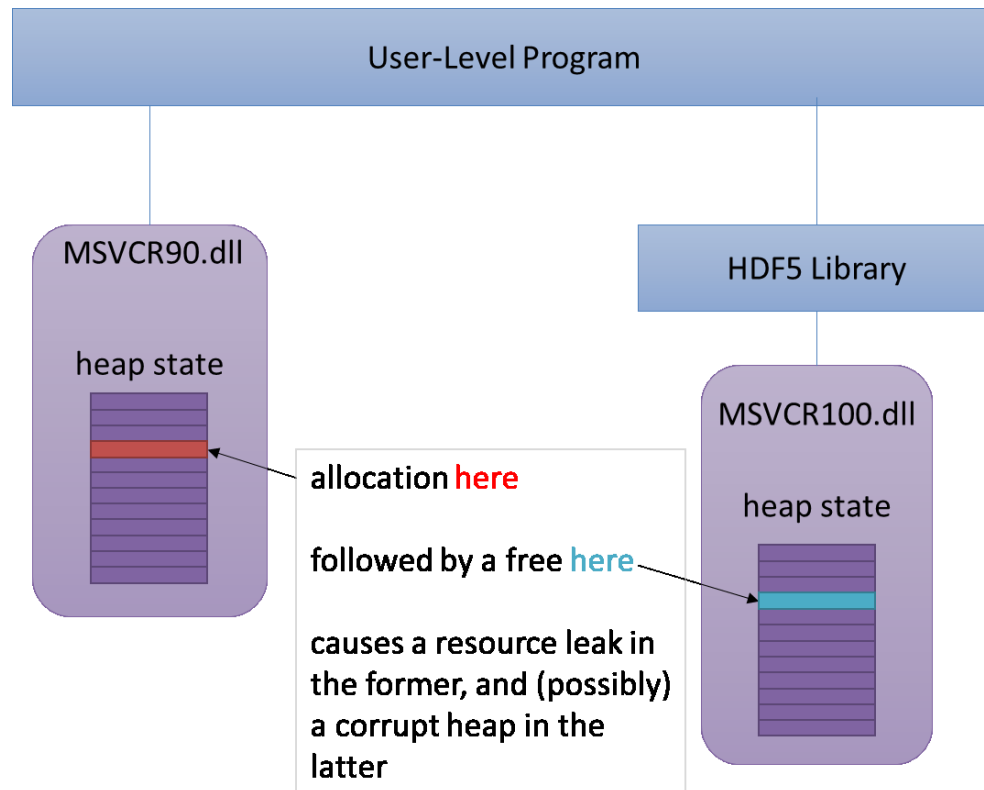 User-Level Program
MSVCR90.dll
heap state
HDF5 Library
MSVCR100.dll
heap state
allocation here
followed by a free here
causes a resource leak in
the former, and (possibly)
a corrupt heap in the
latter